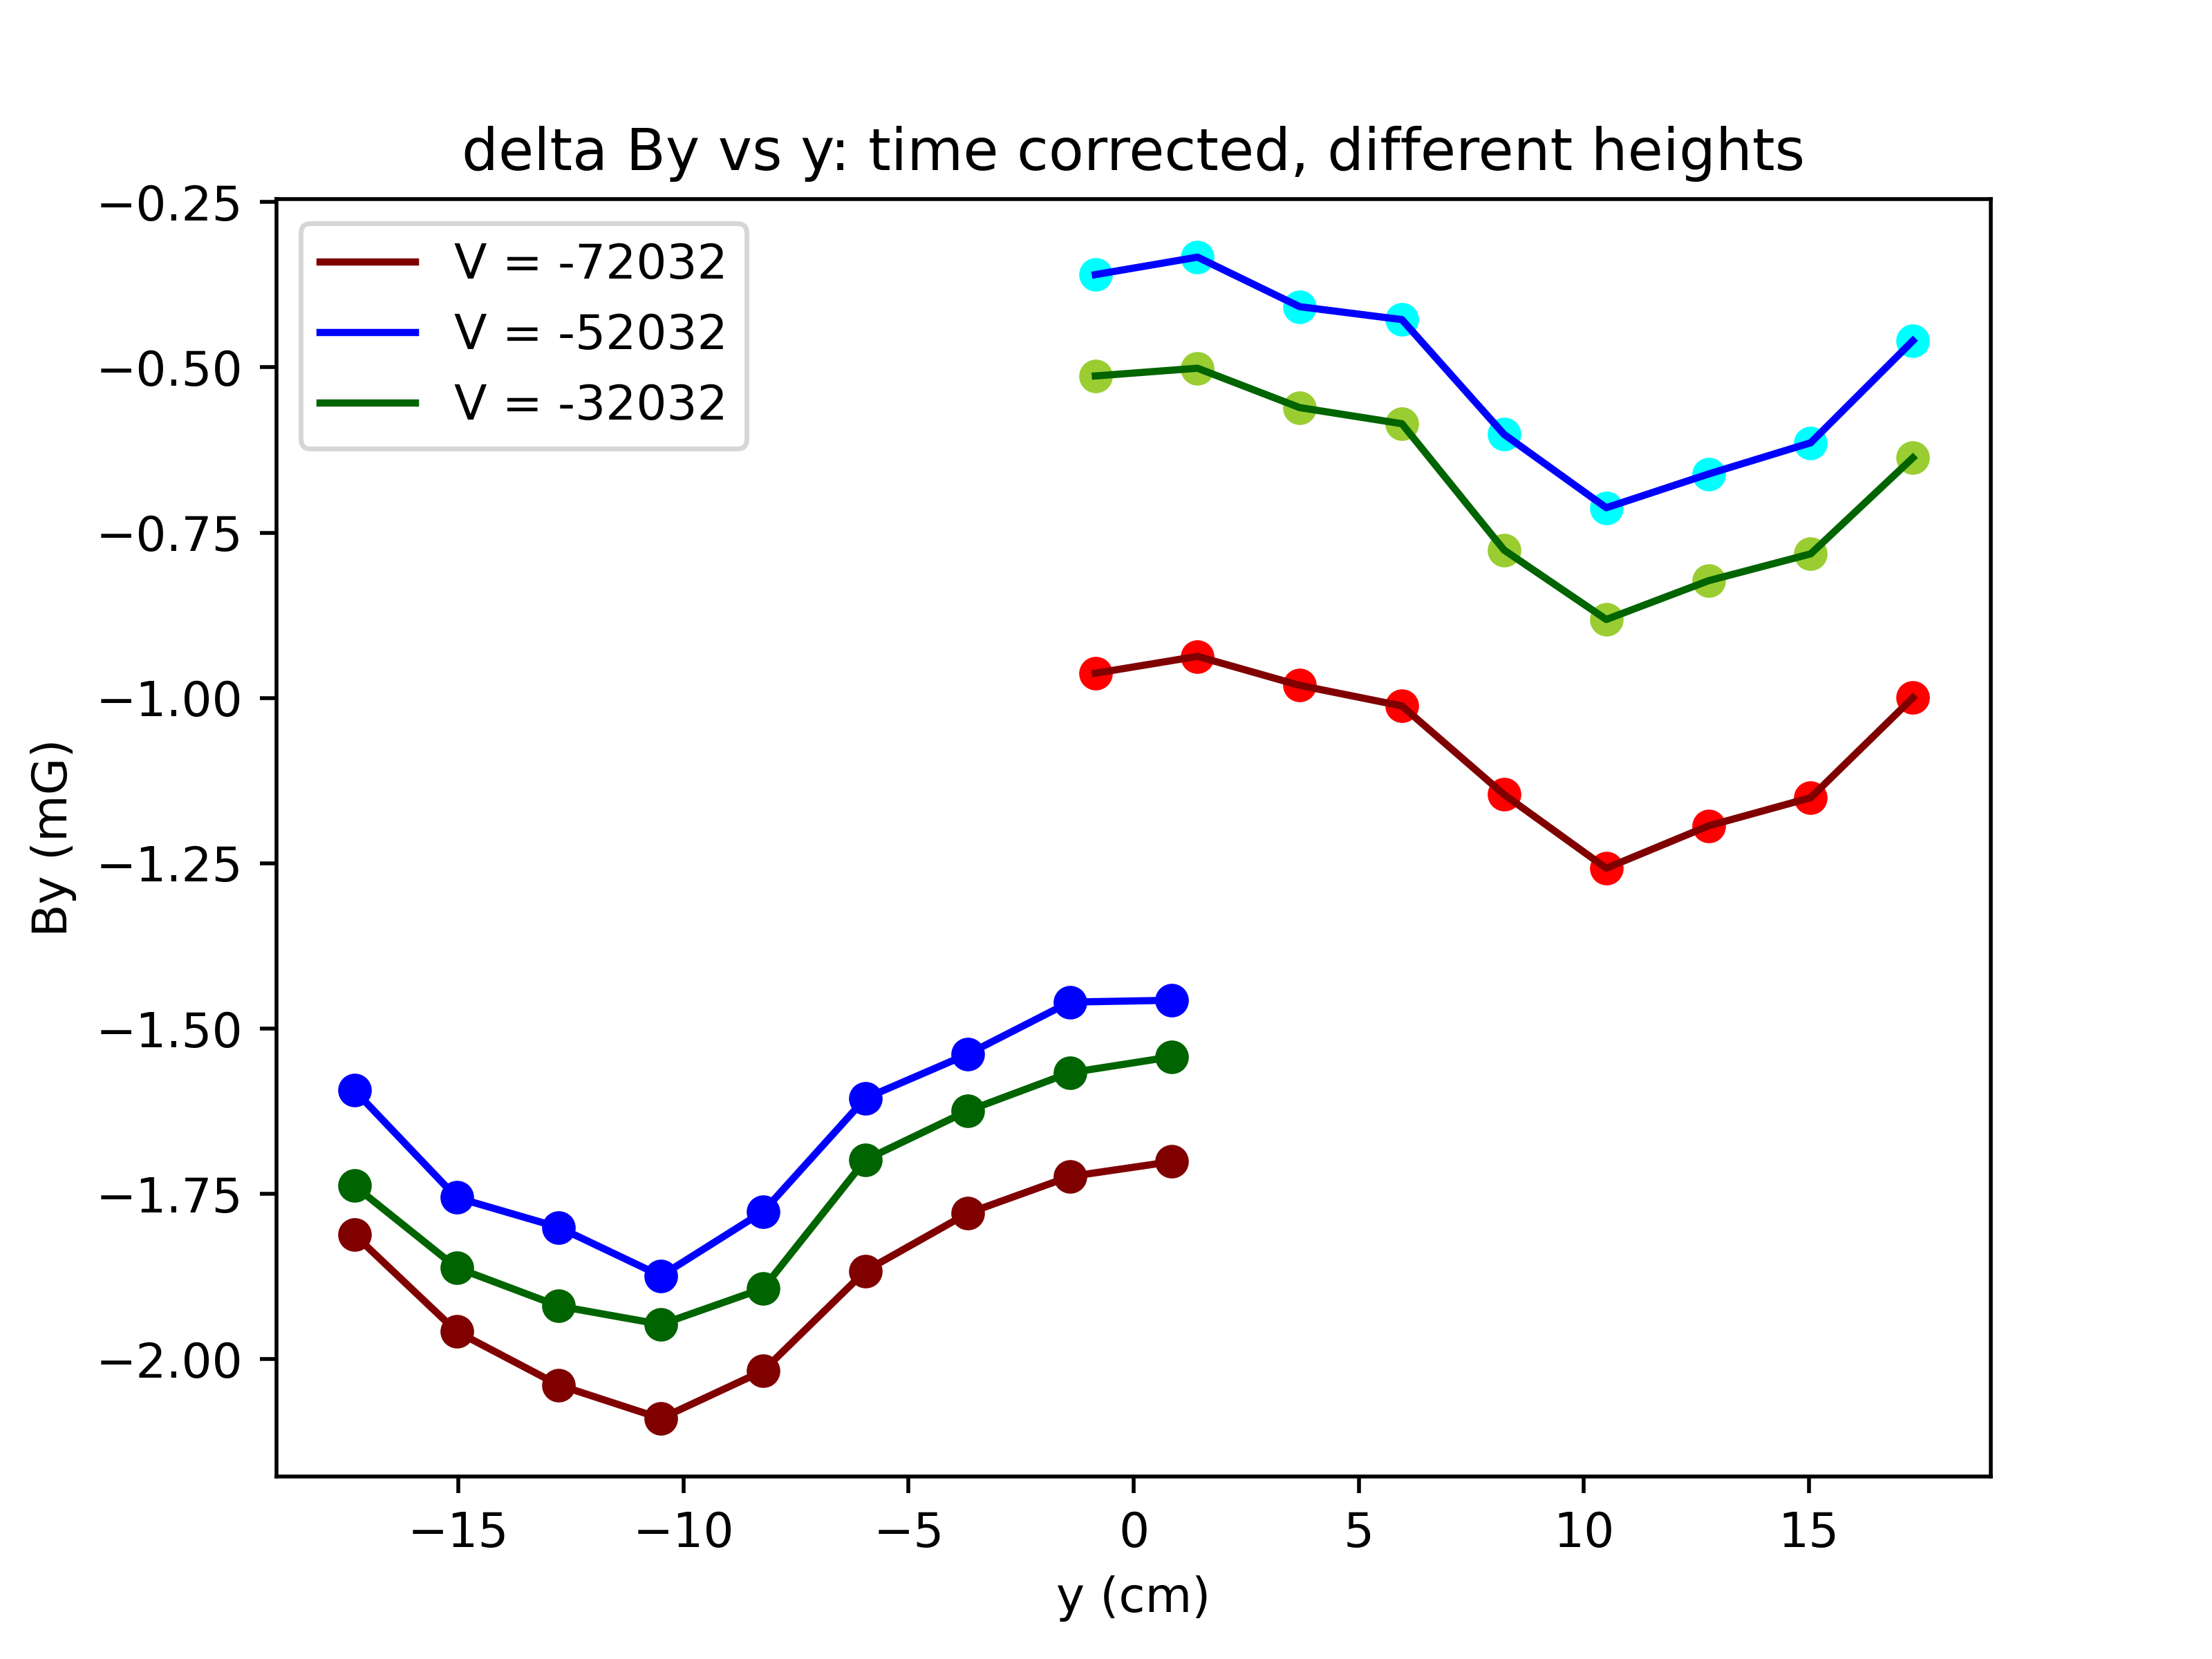 delta By vs y: time corrected, different heights
V = -72032
V = -52032
V = -32032
By (mG)
−0.25
−0.50
−0.75
−1.00
−1.25
−1.50
−1.75
−2.00
−15 −10 −5 0 5 10 15
y (cm)